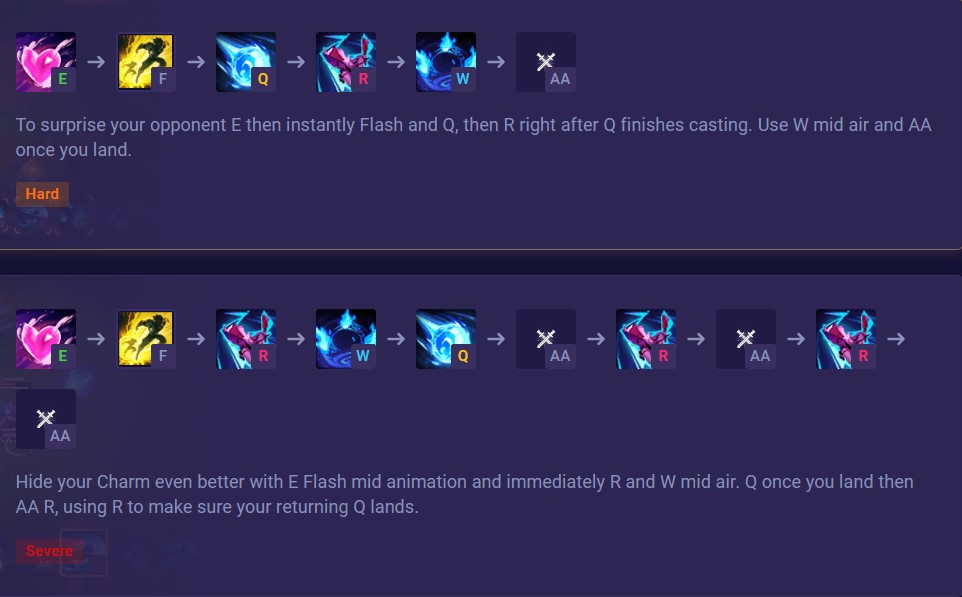 E F Q R W AA
To surprise your opponent E then instantly Flash and Q, then R right after Q finishes casting. Use W mid air and AA
once you land.
Hard
E F R W Q AA R AA R
AA
Hide your Charm even better with E Flash mid animation and immediately R and W mid air. Q once you land then
AA R, using R to make sure your returning Q lands.
Severe